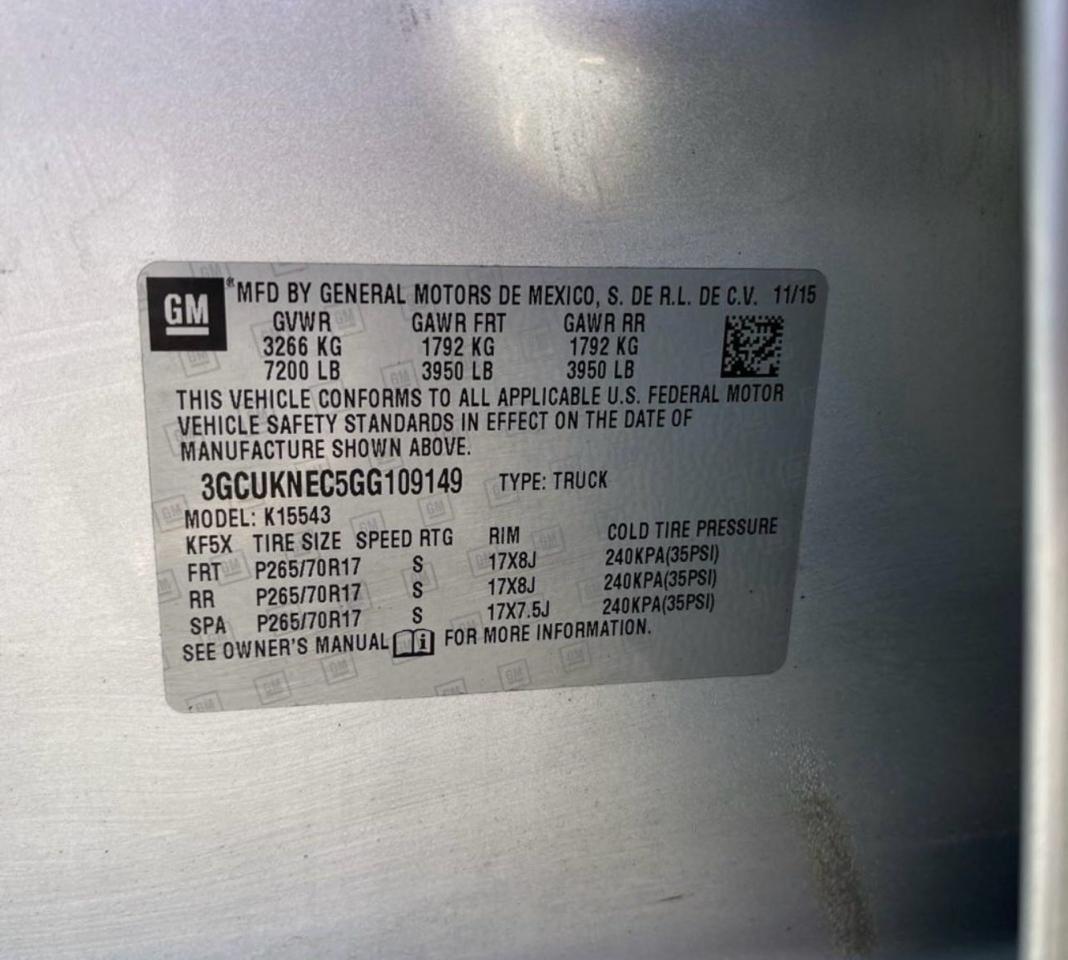 GM
®MFD BY GENERAL MOTORS DE MEXICO, S. DE R.L. DE C.V. 11/15
GVWR GAWR FRT GAWR RR
3266 KG 1792 KG 1792 KG
7200 LB 3950 LB 3950 LB
THIS VEHICLE CONFORMS TO ALL APPLICABLE U.S. FEDERAL MOTOR
VEHICLE SAFETY STANDARDS IN EFFECT ON THE DATE OF
MANUFACTURE SHOWN ABOVE.
3GCUKNEC5GG109149 TYPE: TRUCK
MODEL: K15543
KF5X TIRE SIZE SPEED RTG RIM COLD TIRE PRESSURE
FRT P265/70R17 S 17X8J 240KPA(35PSI)
RR P265/70R17 S 17X8J 240KPA(35PSI)
SPA P265/70R17 S 17X7.5J 240KPA(35PSI)
SEE OWNER'S MANUAL i FOR MORE INFORMATION.